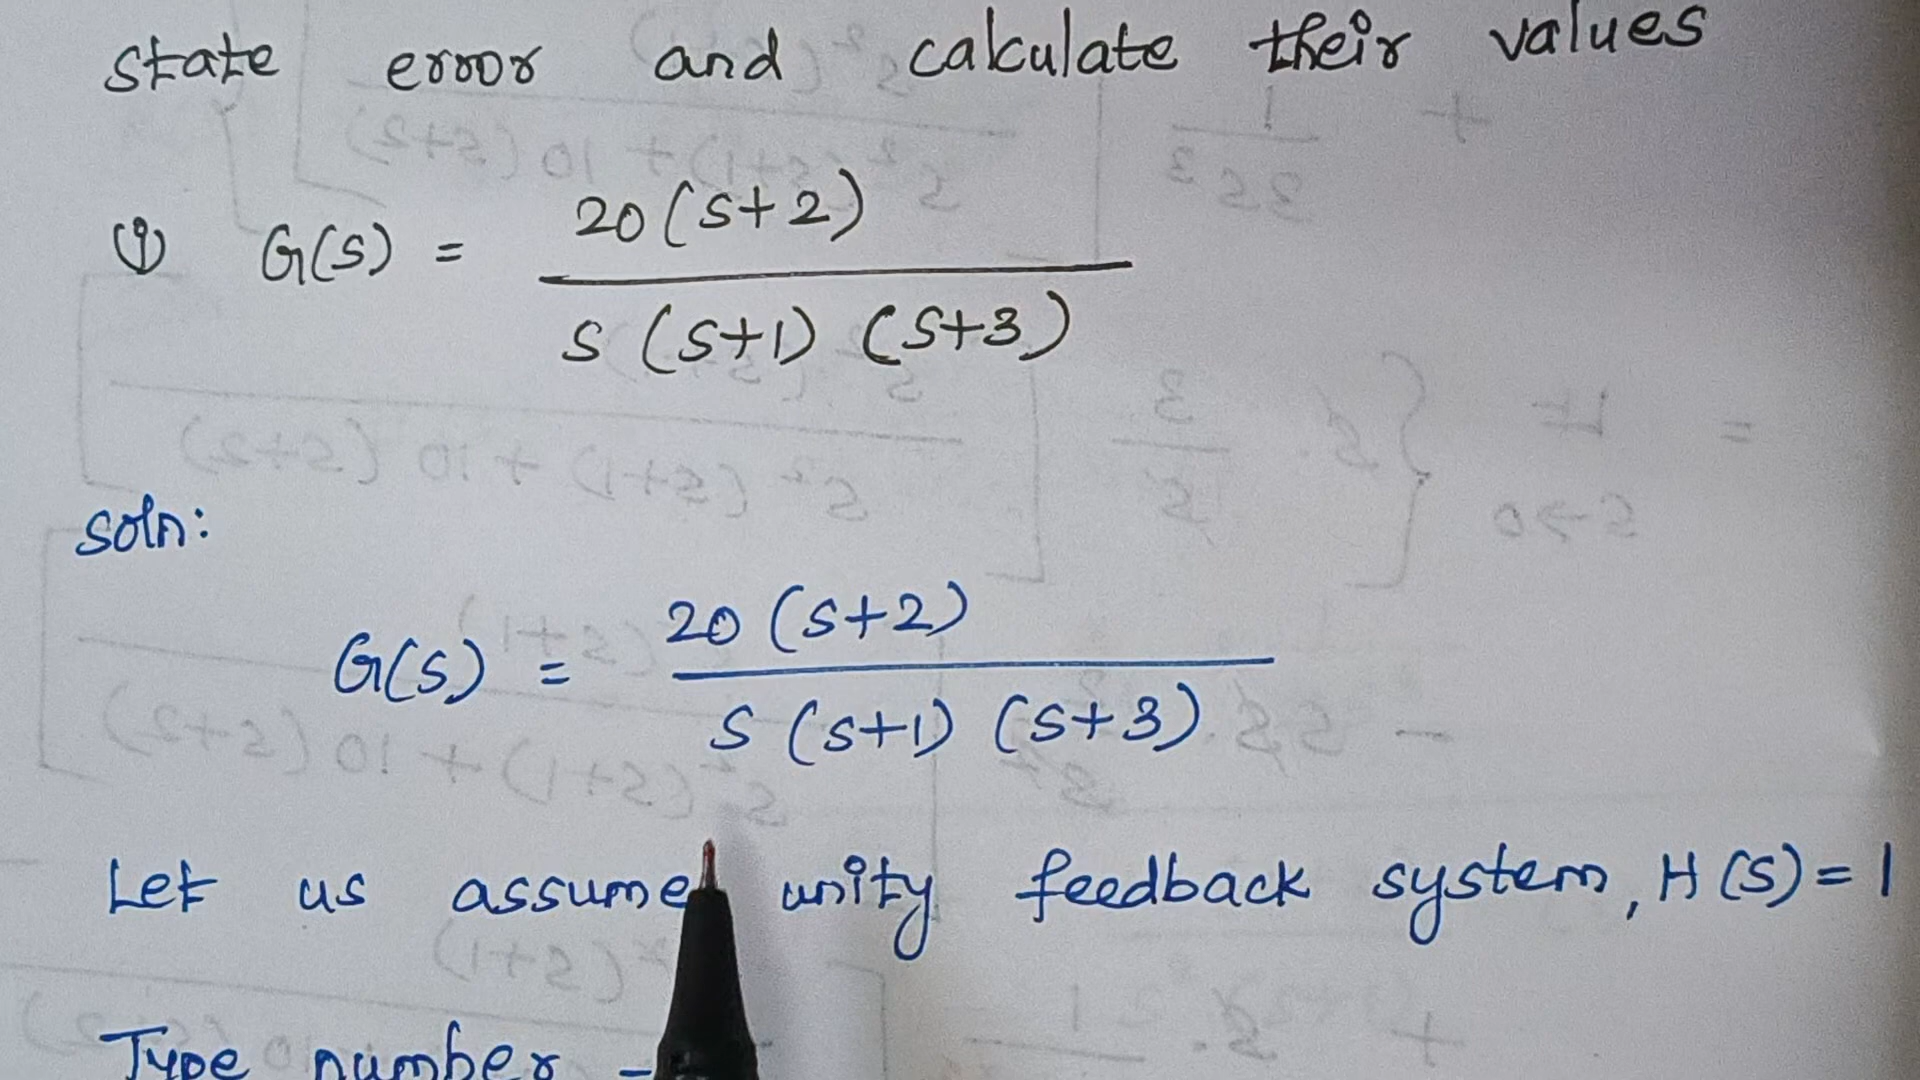 state error and calculate their values
① G(s) = 20(s+2)
s (s+1) (s+3)
soln:
G(s) = 20 (s+2)
s (s+1) (s+3)
Let us assume unity feedback system, H(s) = 1
Type number -